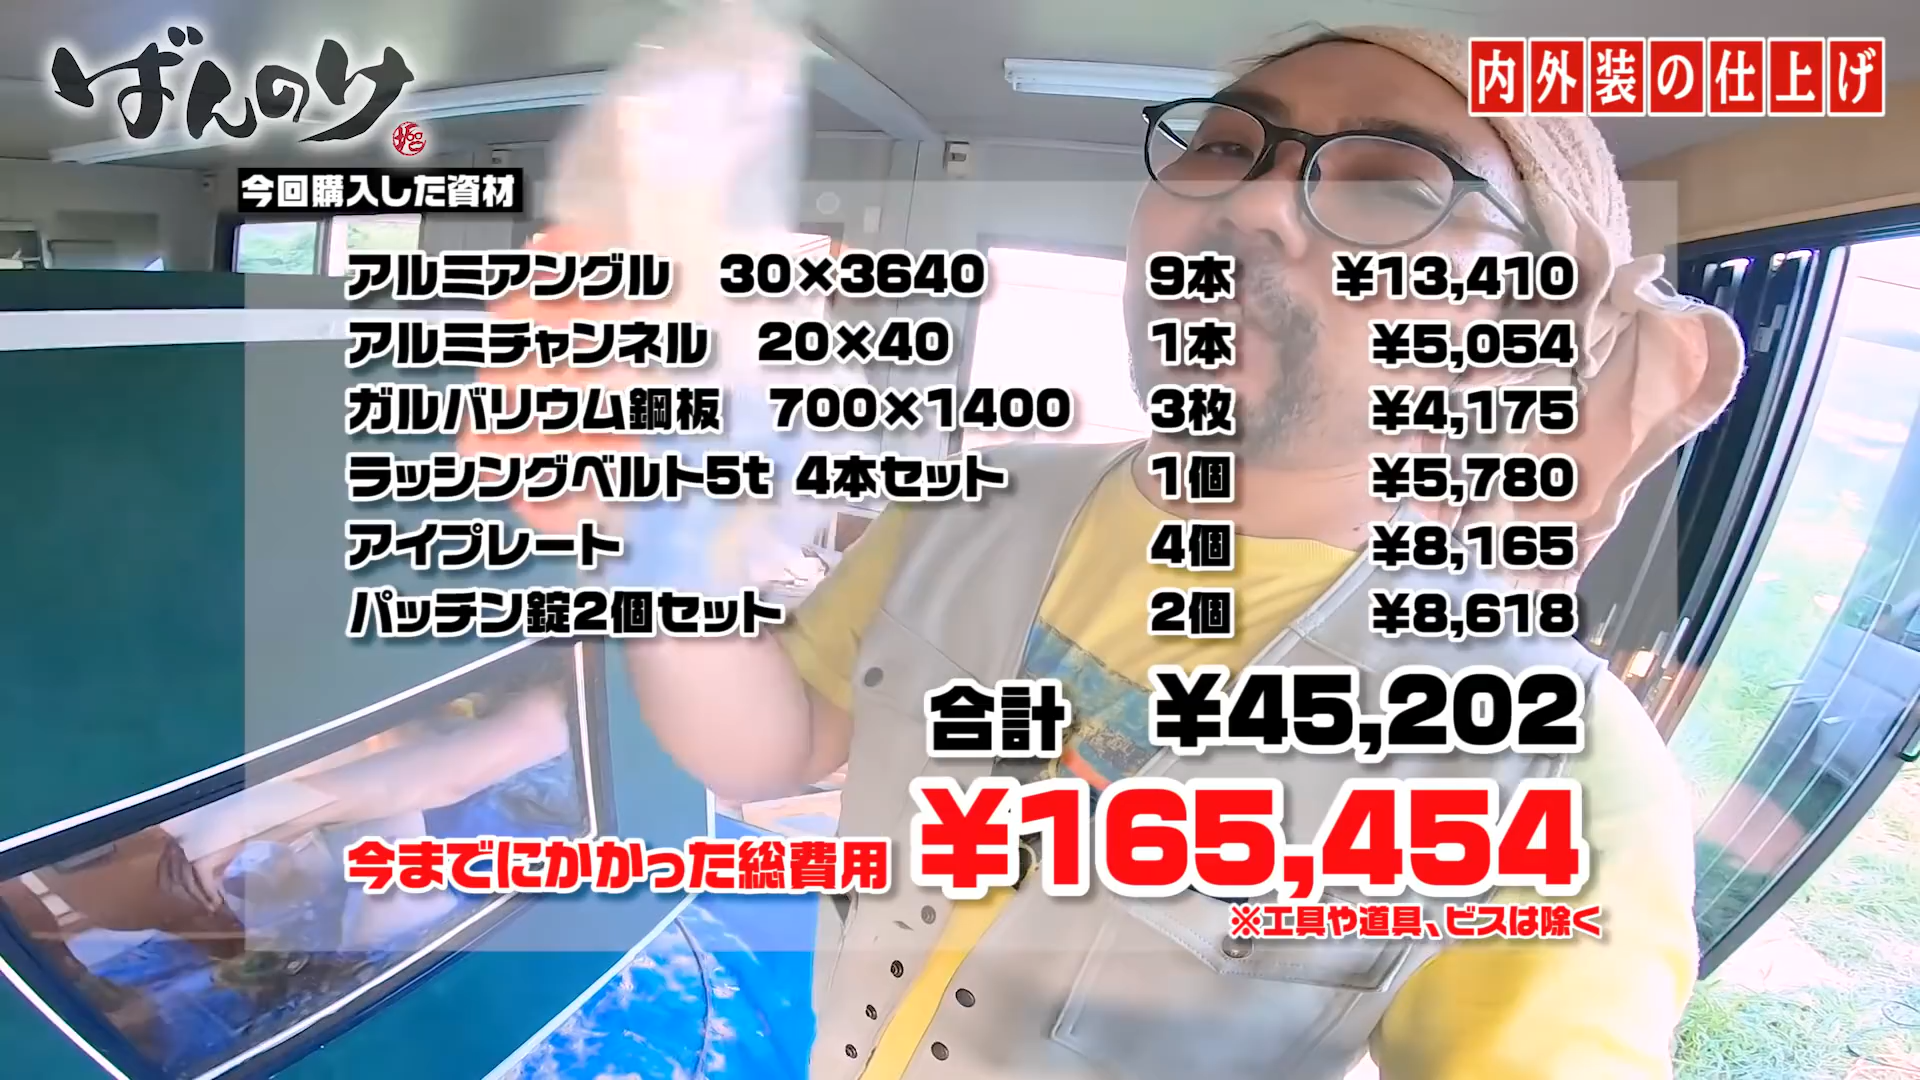 ばんのけ
内外装の仕上げ
今回購入した資材
アルミアングル 30×3640 9本 ¥13,410
アルミチャンネル 20×40 1本 ¥5,054
ガルバリウム鋼板 700×1400 3枚 ¥4,175
ラッシングベルト5t 4本セット 1個 ¥5,780
アイプレート 4個 ¥8,165
パッチン錠2個セット 2個 ¥8,618
合計 ¥45,202
今までにかかった総費用 ¥165,454
※工具や道具、ビスは除く